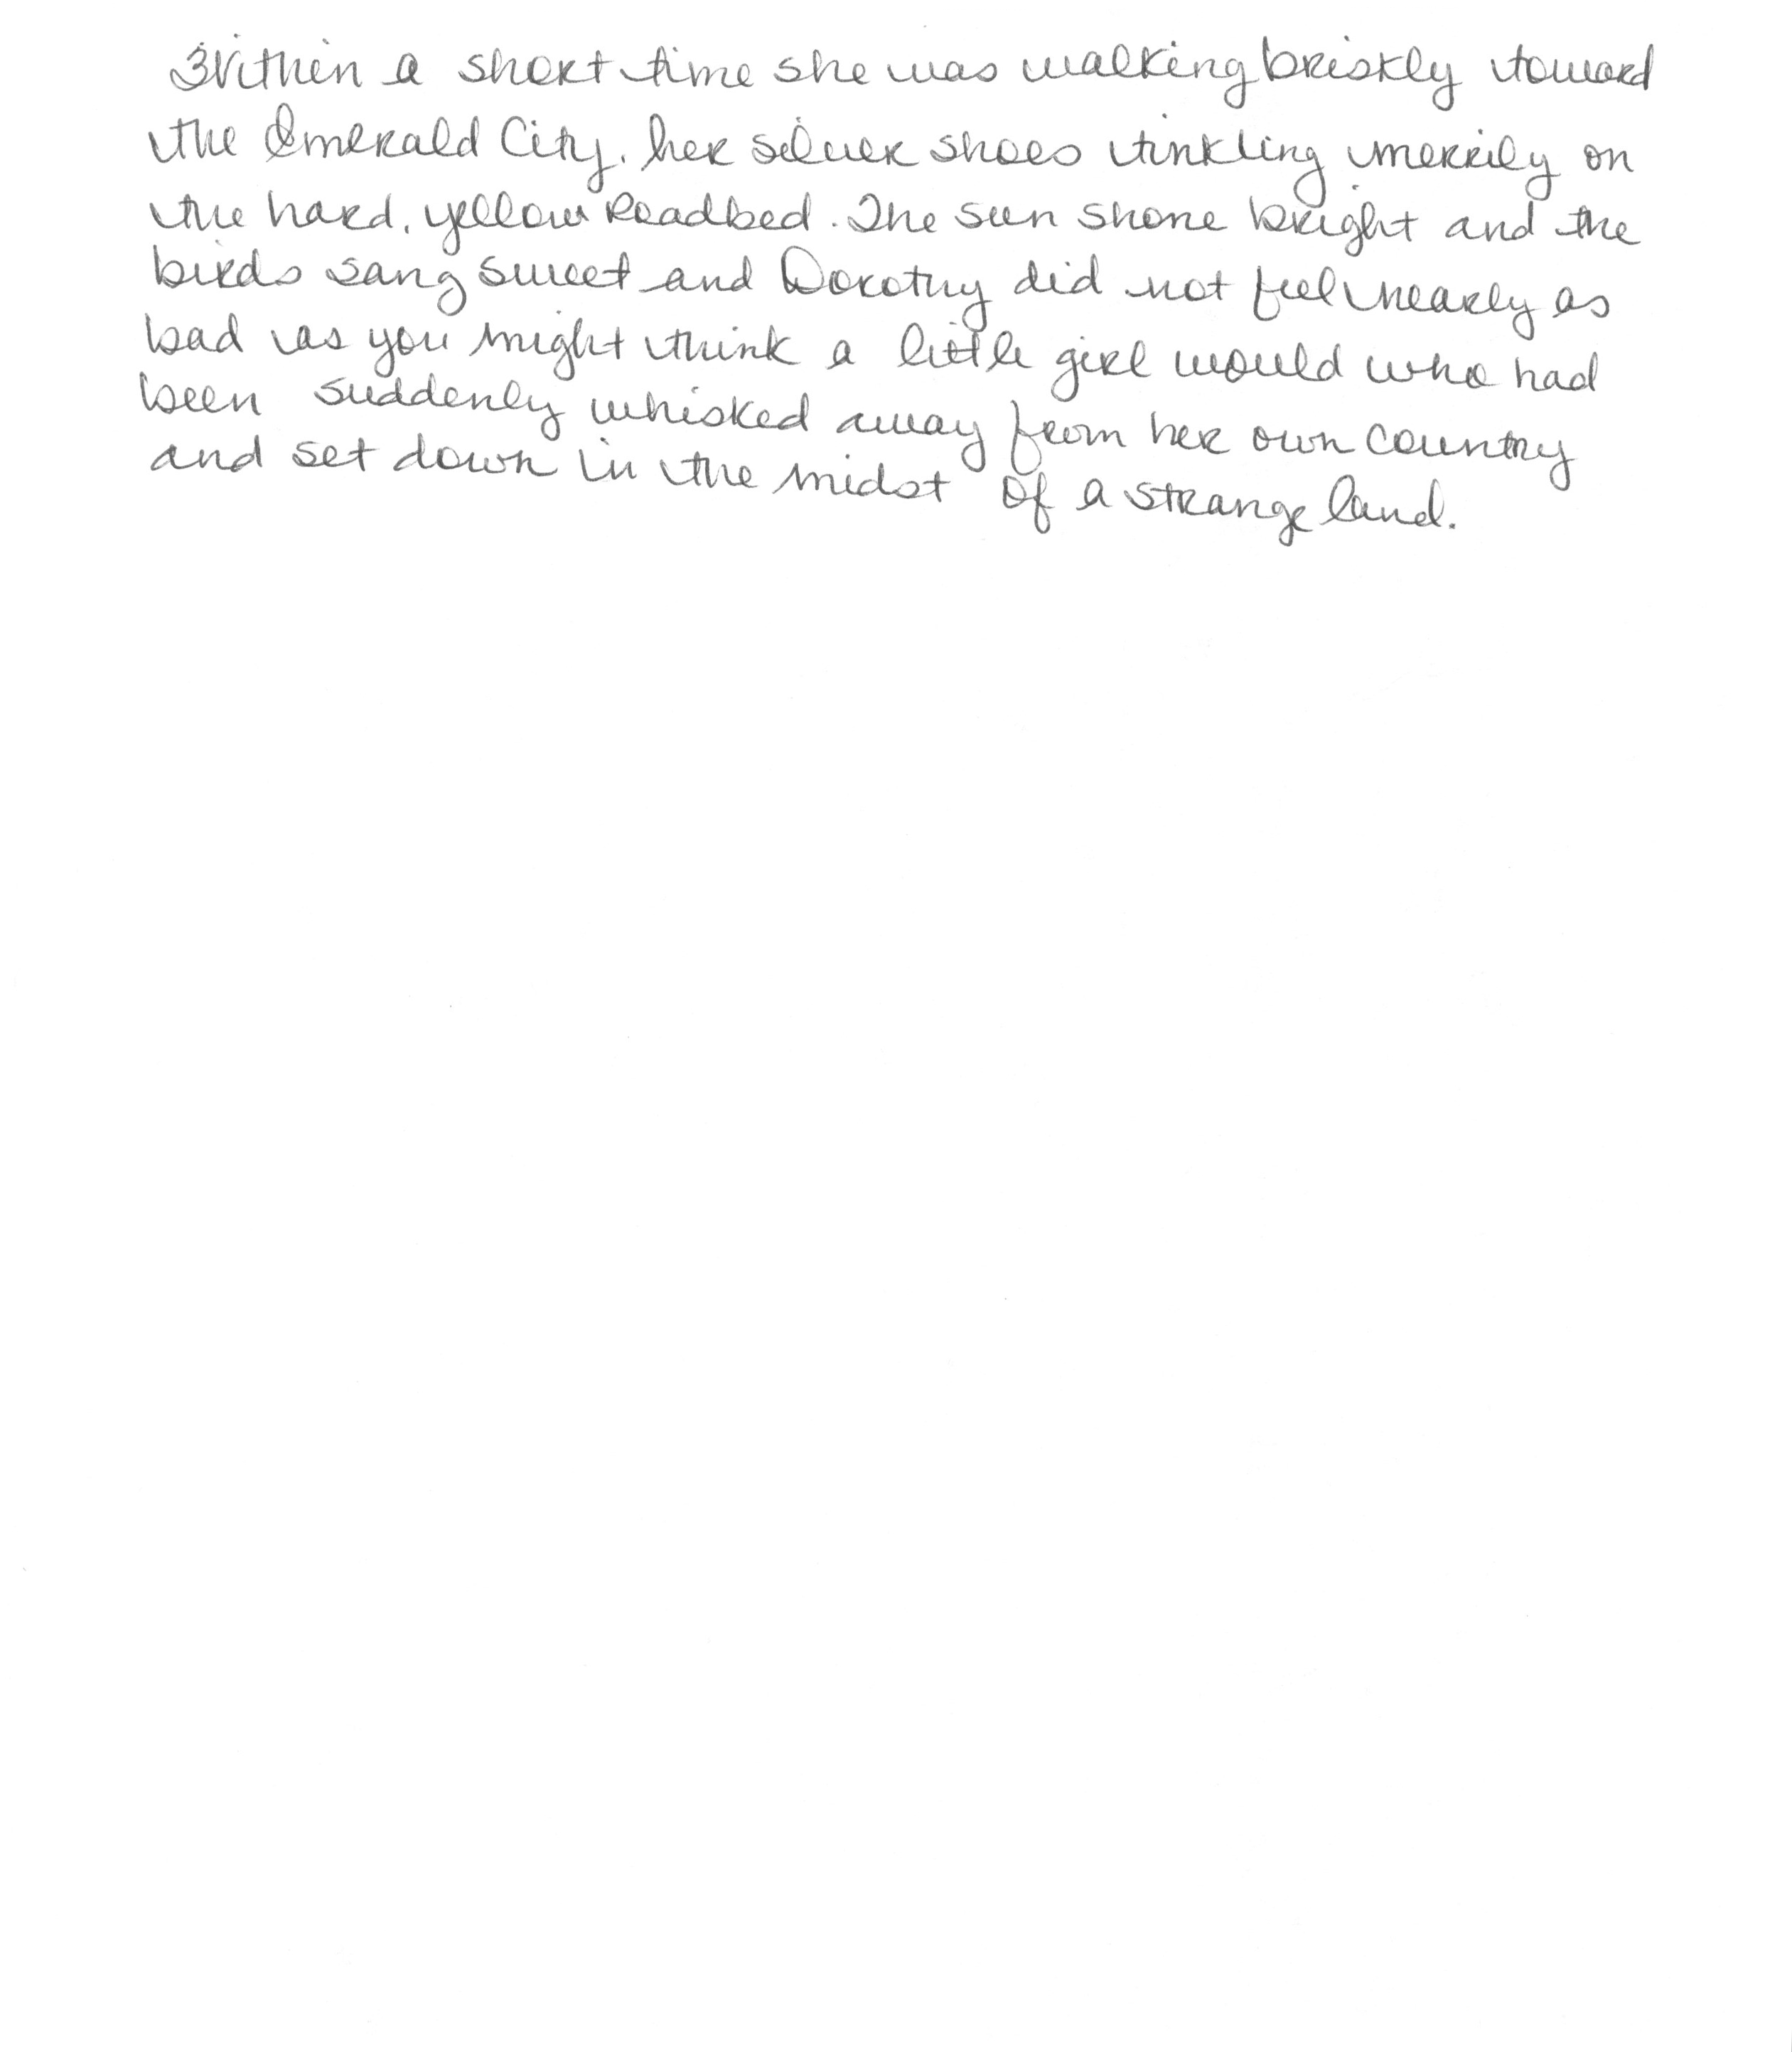 Within a short time she was walking briskly toward
the Emerald City. her silver shoes tinkling merrily on
the hard, yellow Roadbed. The sun shone bright and the
birds sang sweet and Dorothy did not feel nearly as
bad as you might think a little girl would who had
been suddenly whisked away from her own country
and set down in the midst of a strange land.